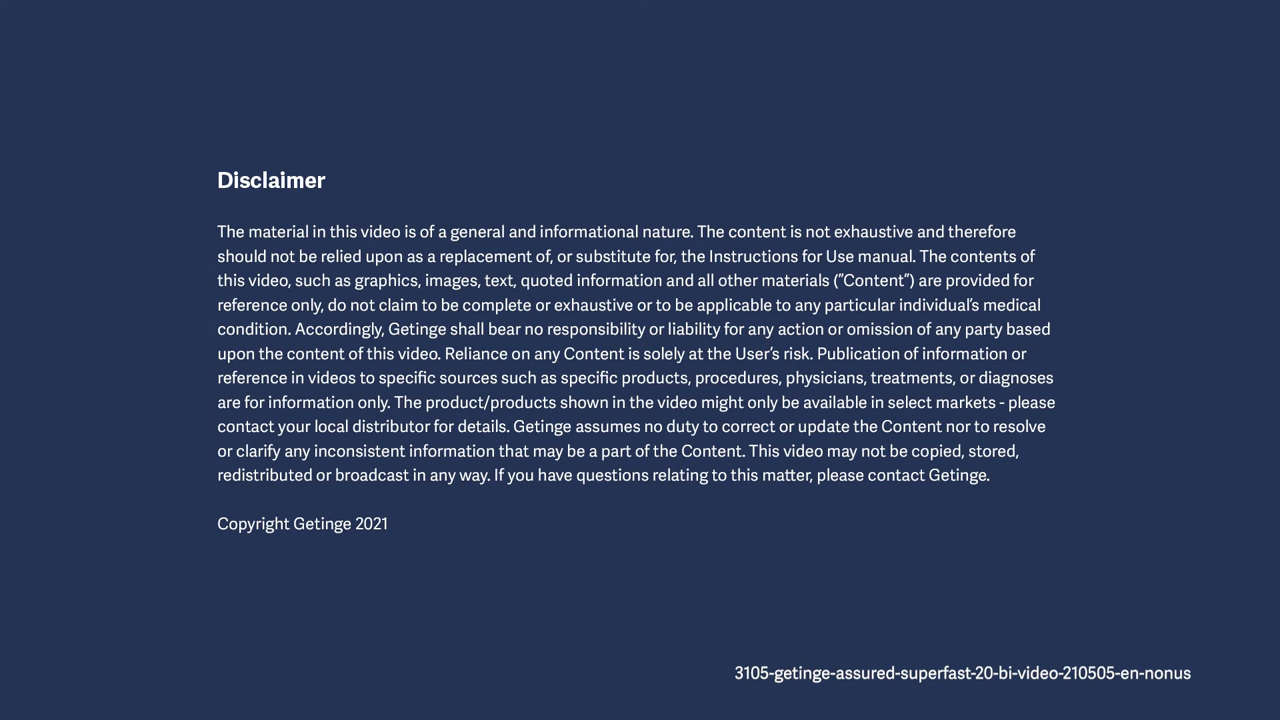 Disclaimer
The material in this video is of a general and informational nature. The content is not exhaustive and therefore
should not be relied upon as a replacement of, or substitute for, the Instructions for Use manual. The contents of
this video, such as graphics, images, text, quoted information and all other materials (”Content”) are provided for
reference only, do not claim to be complete or exhaustive or to be applicable to any particular individual’s medical
condition. Accordingly, Getinge shall bear no responsibility or liability for any action or omission of any party based
upon the content of this video. Reliance on any Content is solely at the User’s risk. Publication of information or
reference in videos to specific sources such as specific products, procedures, physicians, treatments, or diagnoses
are for information only. The product/products shown in the video might only be available in select markets - please
contact your local distributor for details. Getinge assumes no duty to correct or update the Content nor to resolve
or clarify any inconsistent information that may be a part of the Content. This video may not be copied, stored,
redistributed or broadcast in any way. If you have questions relating to this matter, please contact Getinge.
Copyright Getinge 2021
3105-getinge-assured-superfast-20-bi-video-210505-en-nonus